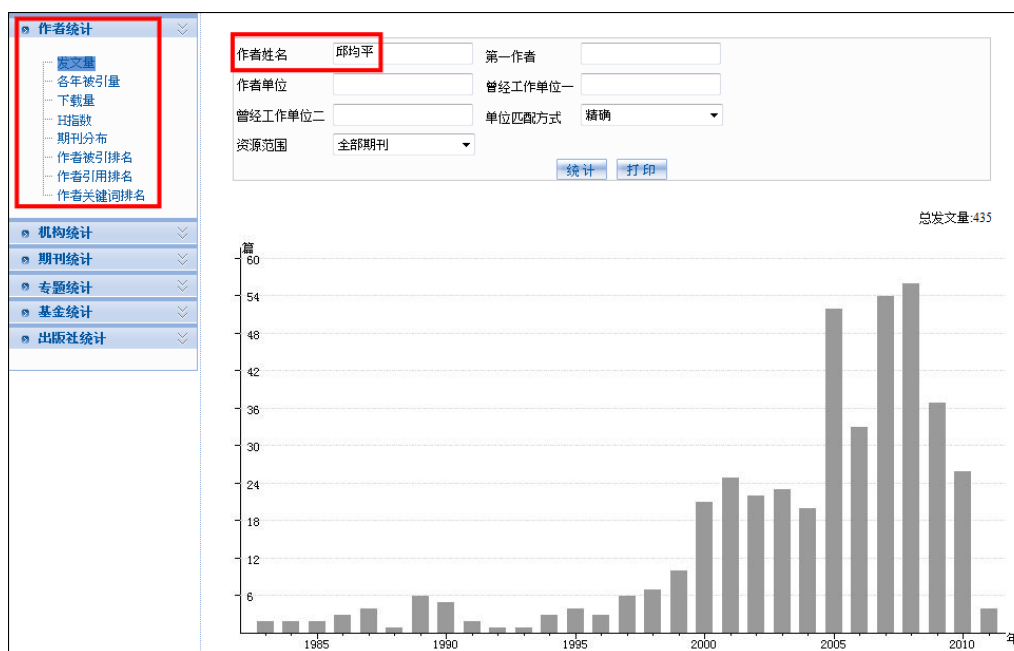 作者统计
发文量
各年被引量
下载量
H指数
期刊分布
作者被引排名
作者引用排名
作者关键词排名
机构统计
期刊统计
专题统计
基金统计
出版社统计
作者姓名 邱均平 第一作者
作者单位 曾经工作单位一
曾经工作单位二 单位匹配方式 精确
资源范围 全部期刊
统计 打印
总发文量:435
篇
60
54
48
42
36
30
24
18
12
6
1985 1990 1995 2000 2005 2010 年